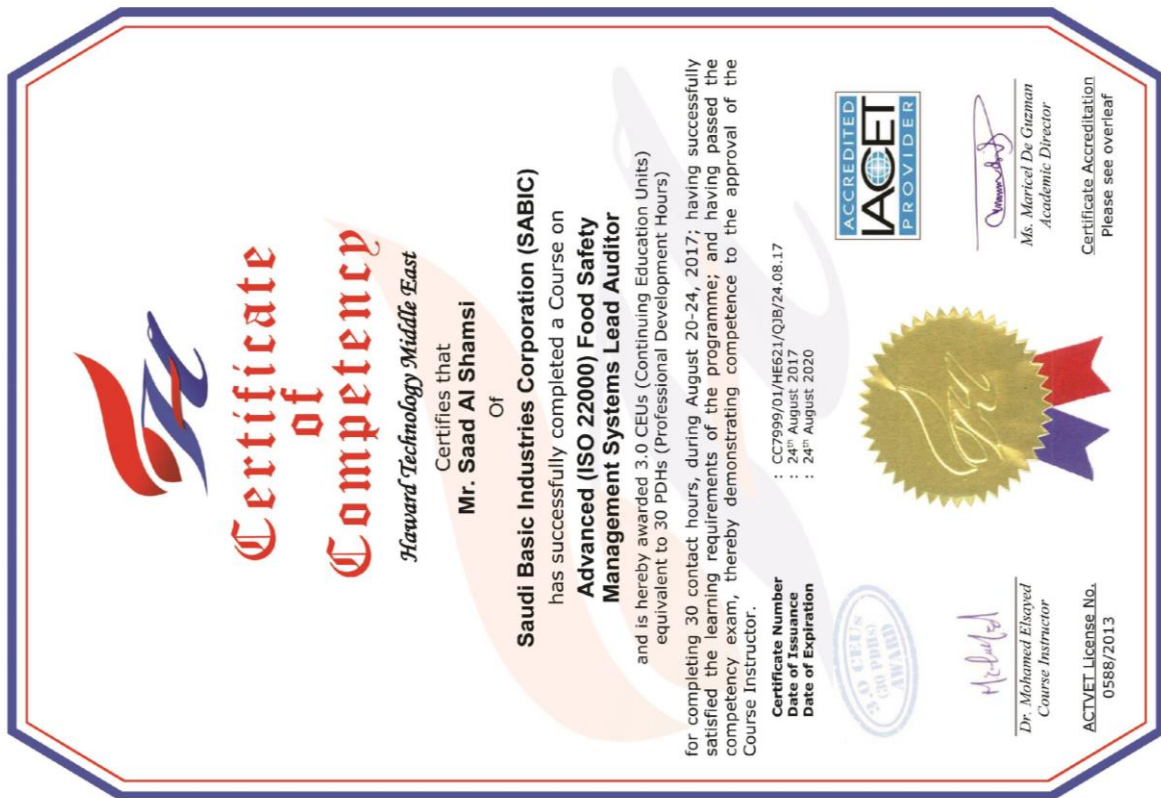 Certificate
of
Competency
Haward Technology Middle East
Certifies that
Mr. Saad Al Shamsi
Of
Saudi Basic Industries Corporation (SABIC)
has successfully completed a Course on
Advanced (ISO 22000) Food Safety
Management Systems Lead Auditor
and is hereby awarded 3.0 CEUs (Continuing Education Units)
equivalent to 30 PDHs (Professional Development Hours)
for completing 30 contact hours, during August 20-24, 2017; having successfully
satisfied the learning requirements of the programme; and having passed the
competency exam, thereby demonstrating competence to the approval of the
Course Instructor.
Certificate Number : CC7999/01/HE621/QJB/24.08.17
Date of Issuance : 24th August 2017
Date of Expiration : 24th August 2020
3.0 CEUs
(30 PDHs)
AWARD
ACCREDITED
IACET
PROVIDER
Dr. Mohamed Elsayed
Course Instructor
Ms. Maricel De Guzman
Academic Director
ACTVET License No.
0588/2013
Certificate Accreditation
Please see overleaf